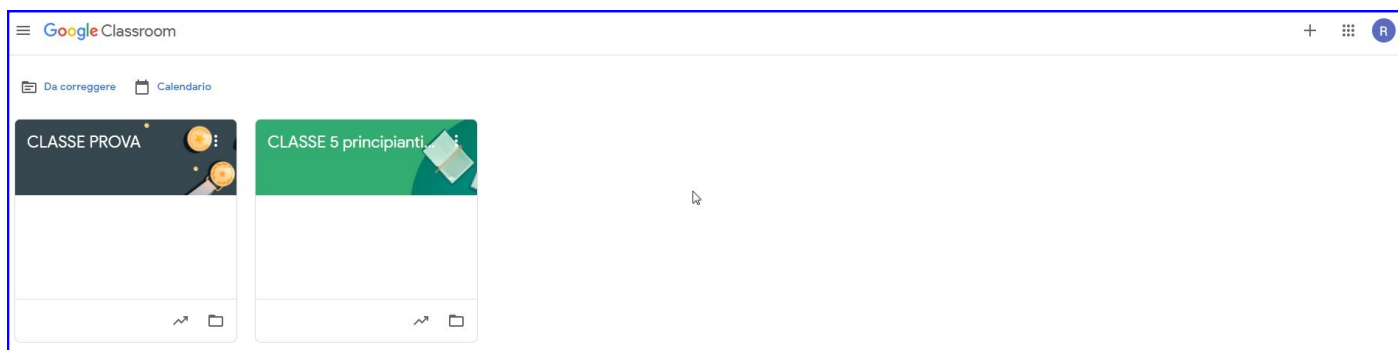 Google Classroom
R
Da correggere Calendario
CLASSE PROVA
CLASSE 5 principianti...